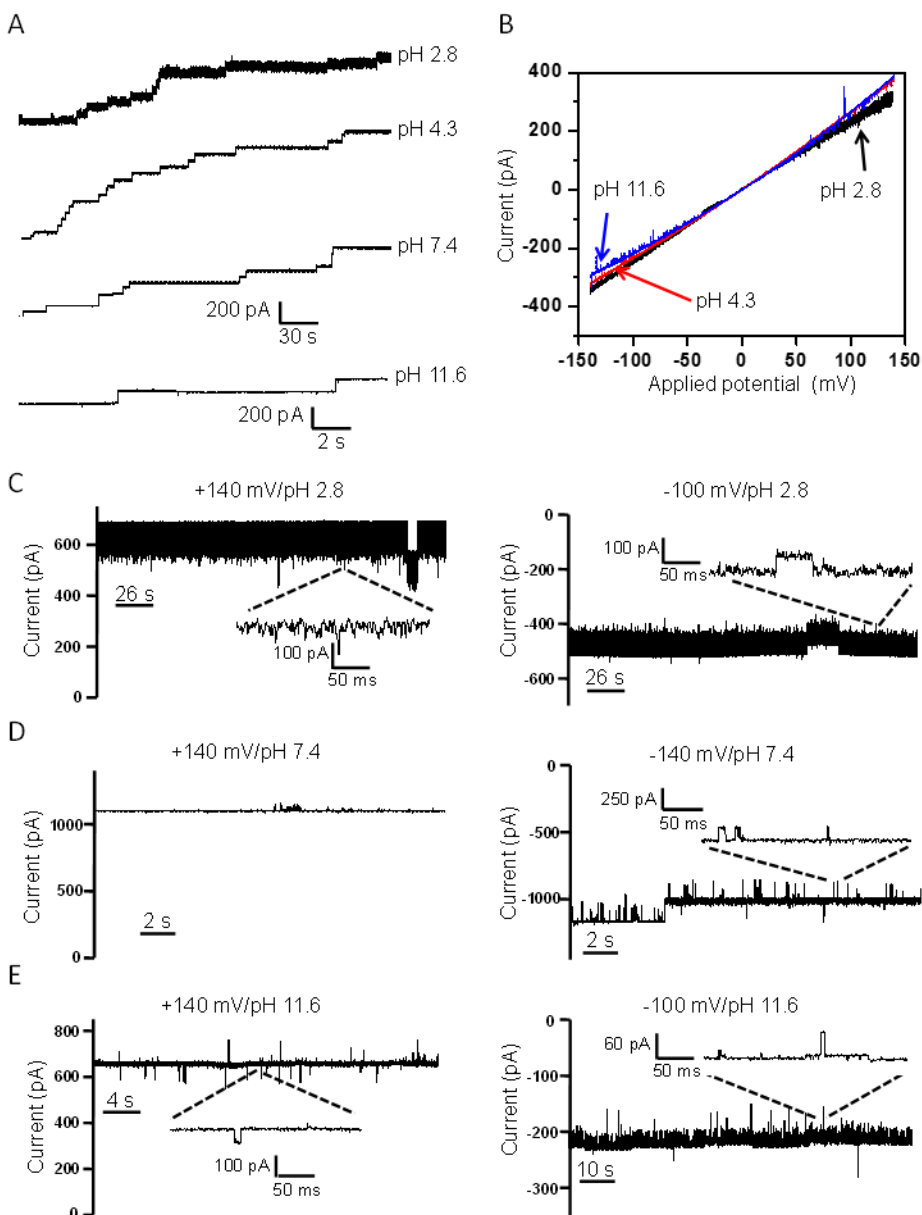 A
pH 2.8
pH 4.3
pH 7.4
200 pA
30 s
pH 11.6
200 pA
2 s
B
400
200
0
-200
-400
Current (pA)
pH 11.6
pH 2.8
pH 4.3
-150 -100 -50 0 50 100 150
Applied potential (mV)
C
+140 mV/pH 2.8
600
400
200
0
Current (pA)
26 s
100 pA
50 ms
-100 mV/pH 2.8
0
-200
-400
-600
Current (pA)
100 pA
50 ms
26 s
D
+140 mV/pH 7.4
1000
500
0
Current (pA)
2 s
-140 mV/pH 7.4
0
-500
-1000
Current (pA)
250 pA
50 ms
2 s
E
+140 mV/pH 11.6
800
600
400
200
0
Current (pA)
4 s
100 pA
50 ms
-100 mV/pH 11.6
0
-100
-200
-300
Current (pA)
60 pA
50 ms
10 s